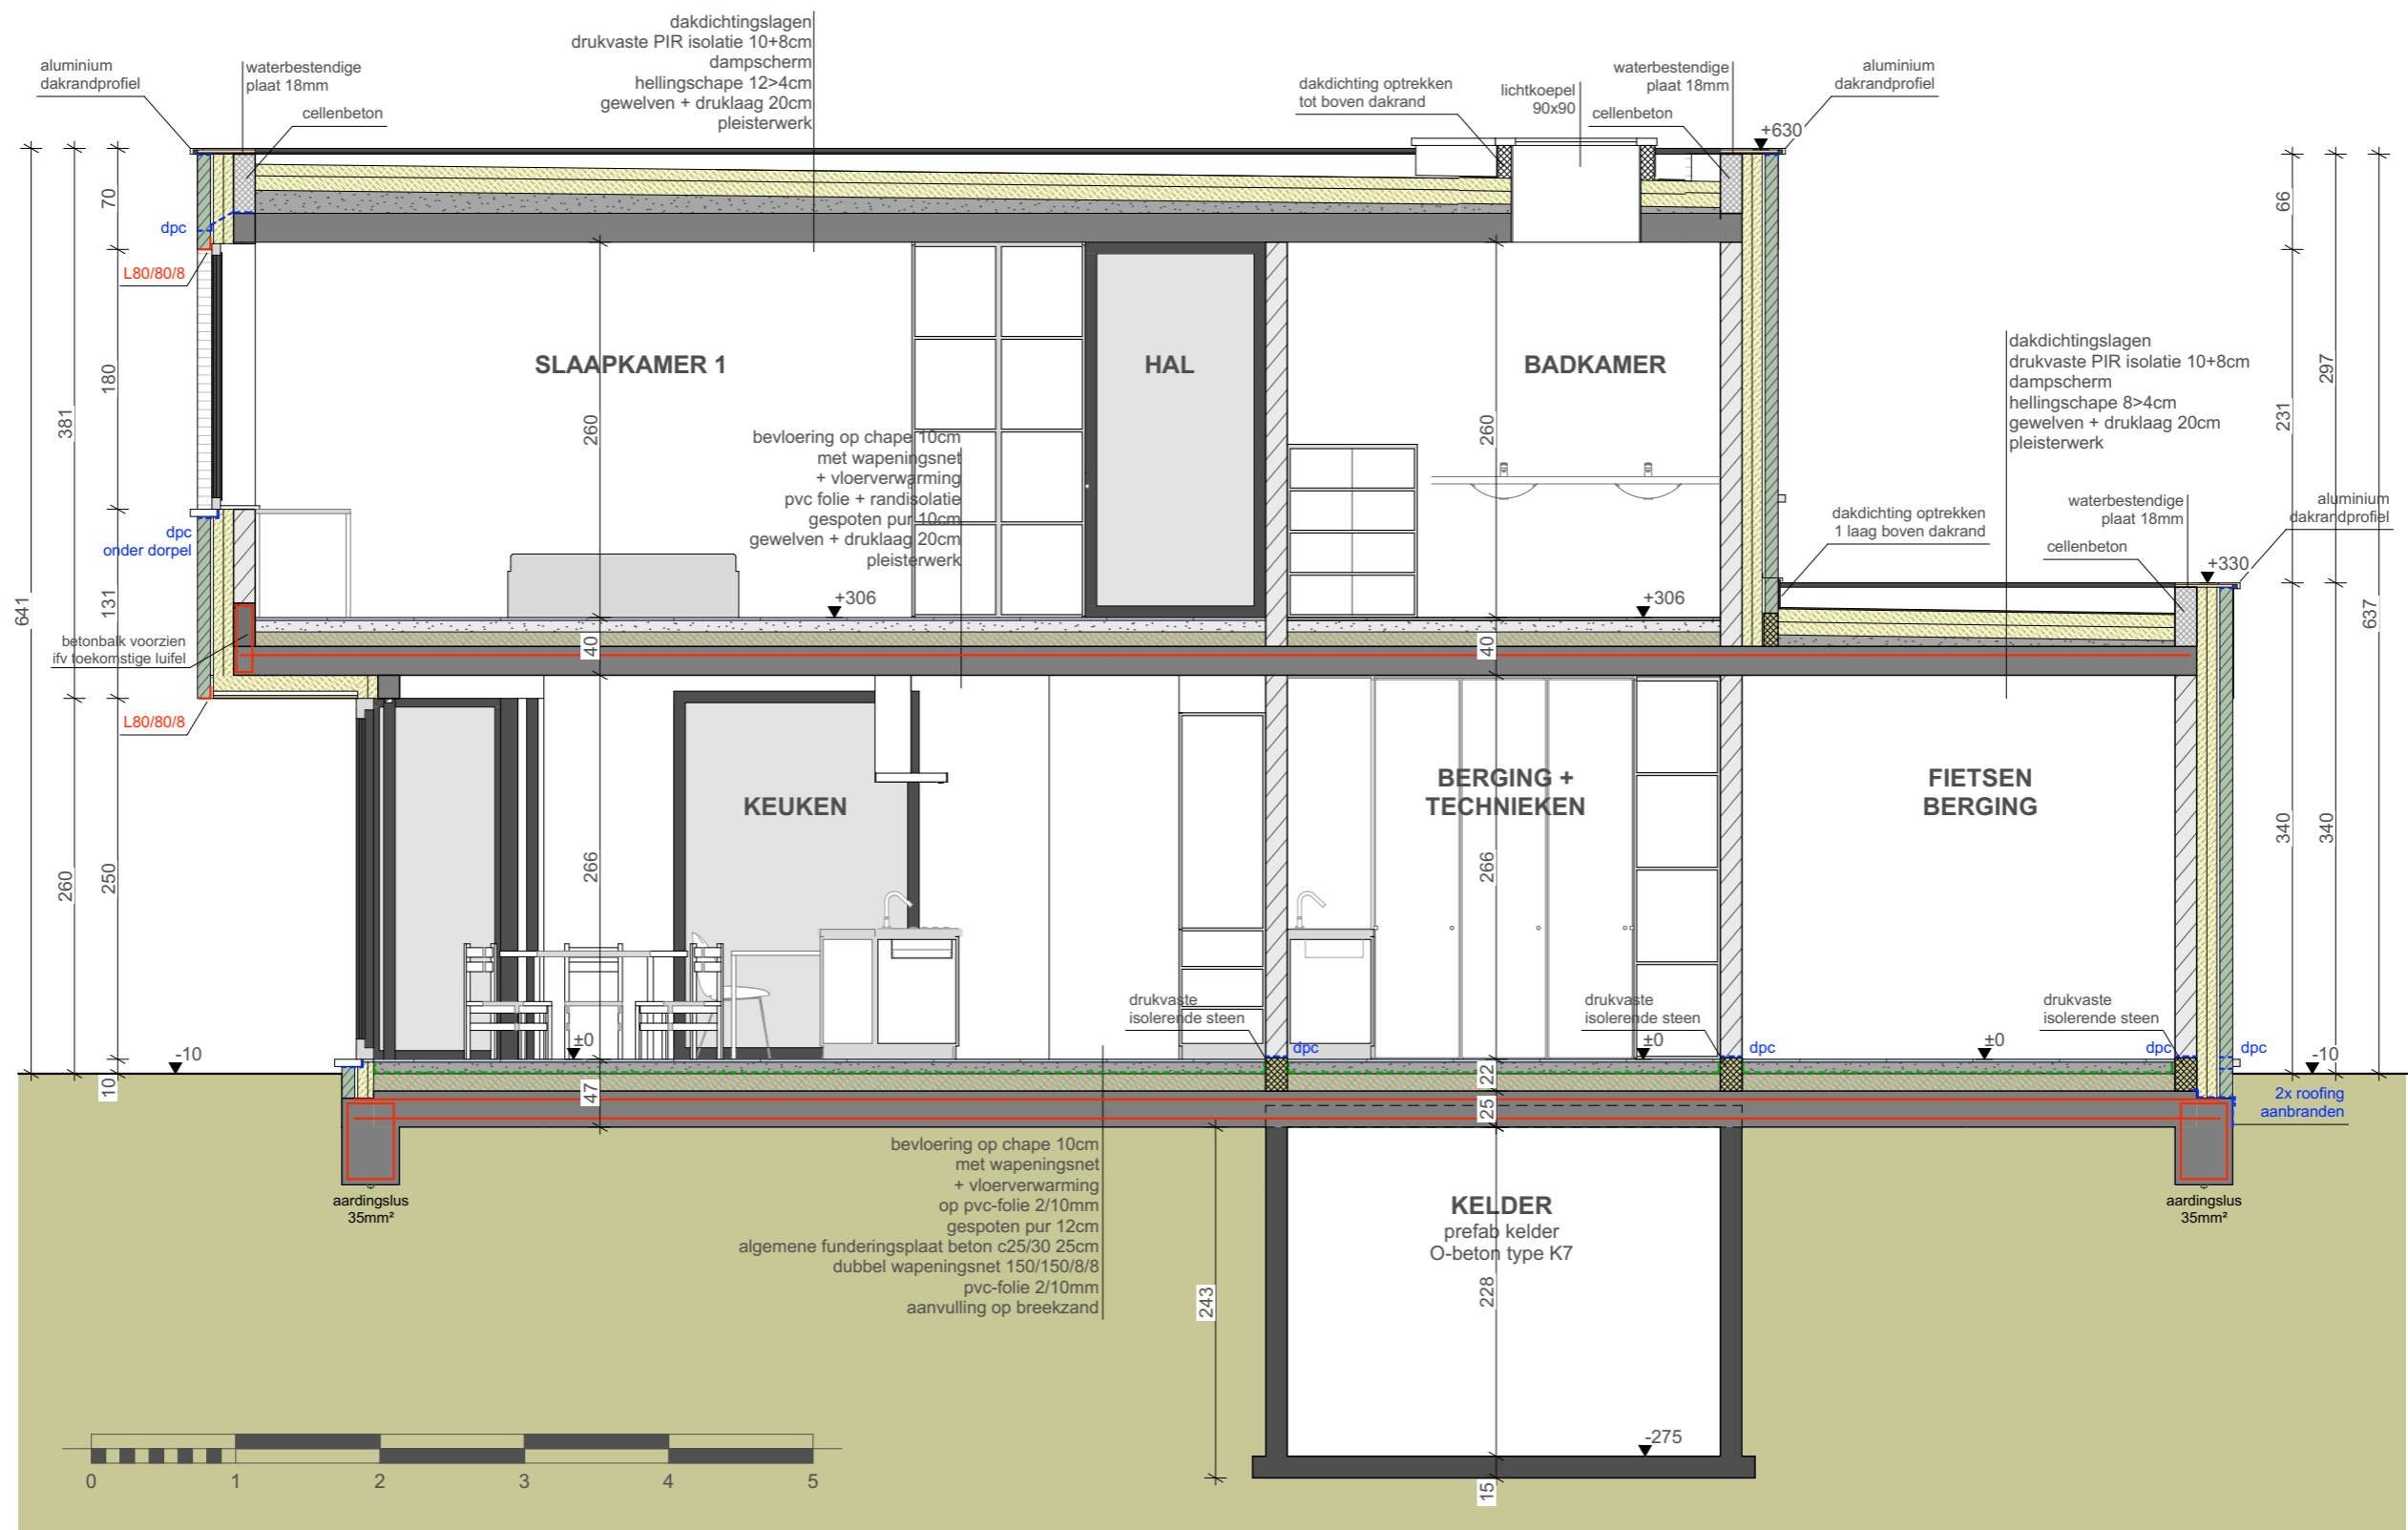 dakdichtingslagen
drukvaste PIR isolatie 10+8cm
dampscherm
hellingschape 12>4cm
gewelven + druklaag 20cm
pleisterwerk
aluminium
dakrandprofiel
waterbestendige
plaat 18mm
cellenbeton
dakdichting optrekken
tot boven dakrand
lichtkoepel
90x90
waterbestendige
plaat 18mm
cellenbeton
aluminium
dakrandprofiel
+630
70
66
dpc
L80/80/8
SLAAPKAMER 1
HAL
BADKAMER
180
381
260
260
231
297
dakdichtingslagen
drukvaste PIR isolatie 10+8cm
dampscherm
hellingschape 8>4cm
gewelven + druklaag 20cm
pleisterwerk
bevloering op chape 10cm
met wapeningsnet
+ vloerverwarming
pvc folie + randisolatie
gespoten pur 10cm
gewelven + druklaag 20cm
pleisterwerk
dpc
onder dorpel
dakdichting optrekken
1 laag boven dakrand
waterbestendige
plaat 18mm
cellenbeton
aluminium
dakrandprofiel
+330
641
131
+306
+306
637
betonbalk voorzien
ifv toekomstige luifel
40
40
L80/80/8
KEUKEN
BERGING +
TECHNIEKEN
FIETSEN
BERGING
260
250
266
266
340
340
drukvaste
isolerende steen
drukvaste
isolerende steen
drukvaste
isolerende steen
-10
±0
dpc
±0
dpc
±0
dpc
dpc
-10
10
47
22
25
2x roofing
aanbranden
bevloering op chape 10cm
met wapeningsnet
+ vloerverwarming
op pvc-folie 2/10mm
gespoten pur 12cm
algemene funderingsplaat beton c25/30 25cm
dubbel wapeningsnet 150/150/8/8
pvc-folie 2/10mm
aanvulling op breekzand
aardingslus
35mm²
aardingslus
35mm²
KELDER
prefab kelder
O-beton type K7
243
228
-275
15
0 1 2 3 4 5